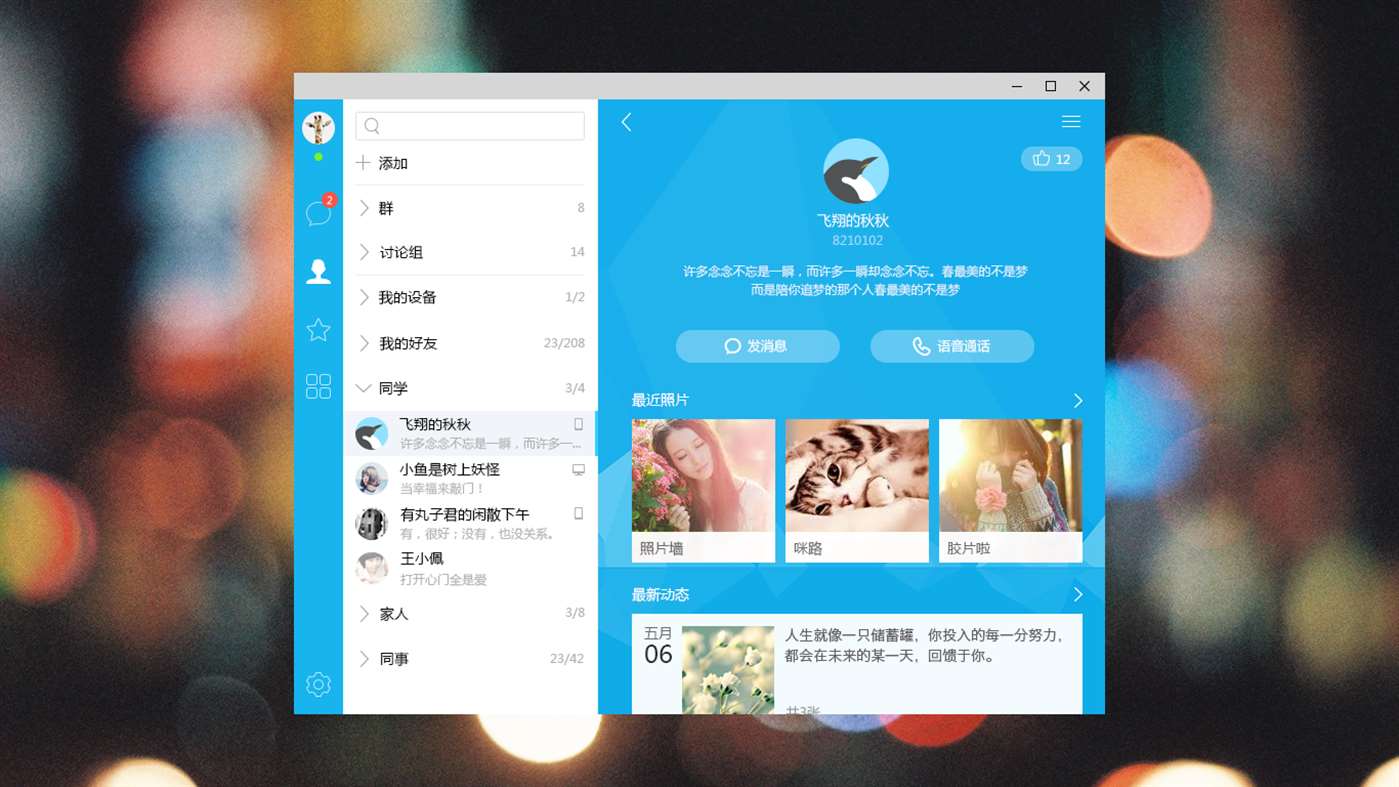 2
添加
群 8
讨论组 14
我的设备 1/2
我的好友 23/208
同学 3/4
飞翔的秋秋
许多念念不忘是一瞬，而许多一...
小鱼是树上妖怪
当幸福来敲门！
有丸子君的闲散下午
有，很好；没有，也没关系。
王小佩
打开心门全是爱
家人 3/8
同事 23/42
12
飞翔的秋秋
8210102
许多念念不忘是一瞬，而许多一瞬却念念不忘。春最美的不是梦
而是陪你追梦的那个人春最美的不是梦
发消息 语音通话
最近照片
照片墙 咪路 胶片啦
最新动态
五月
06
人生就像一只储蓄罐，你投入的每一分努力，
都会在未来的某一天，回馈于你。
共3张